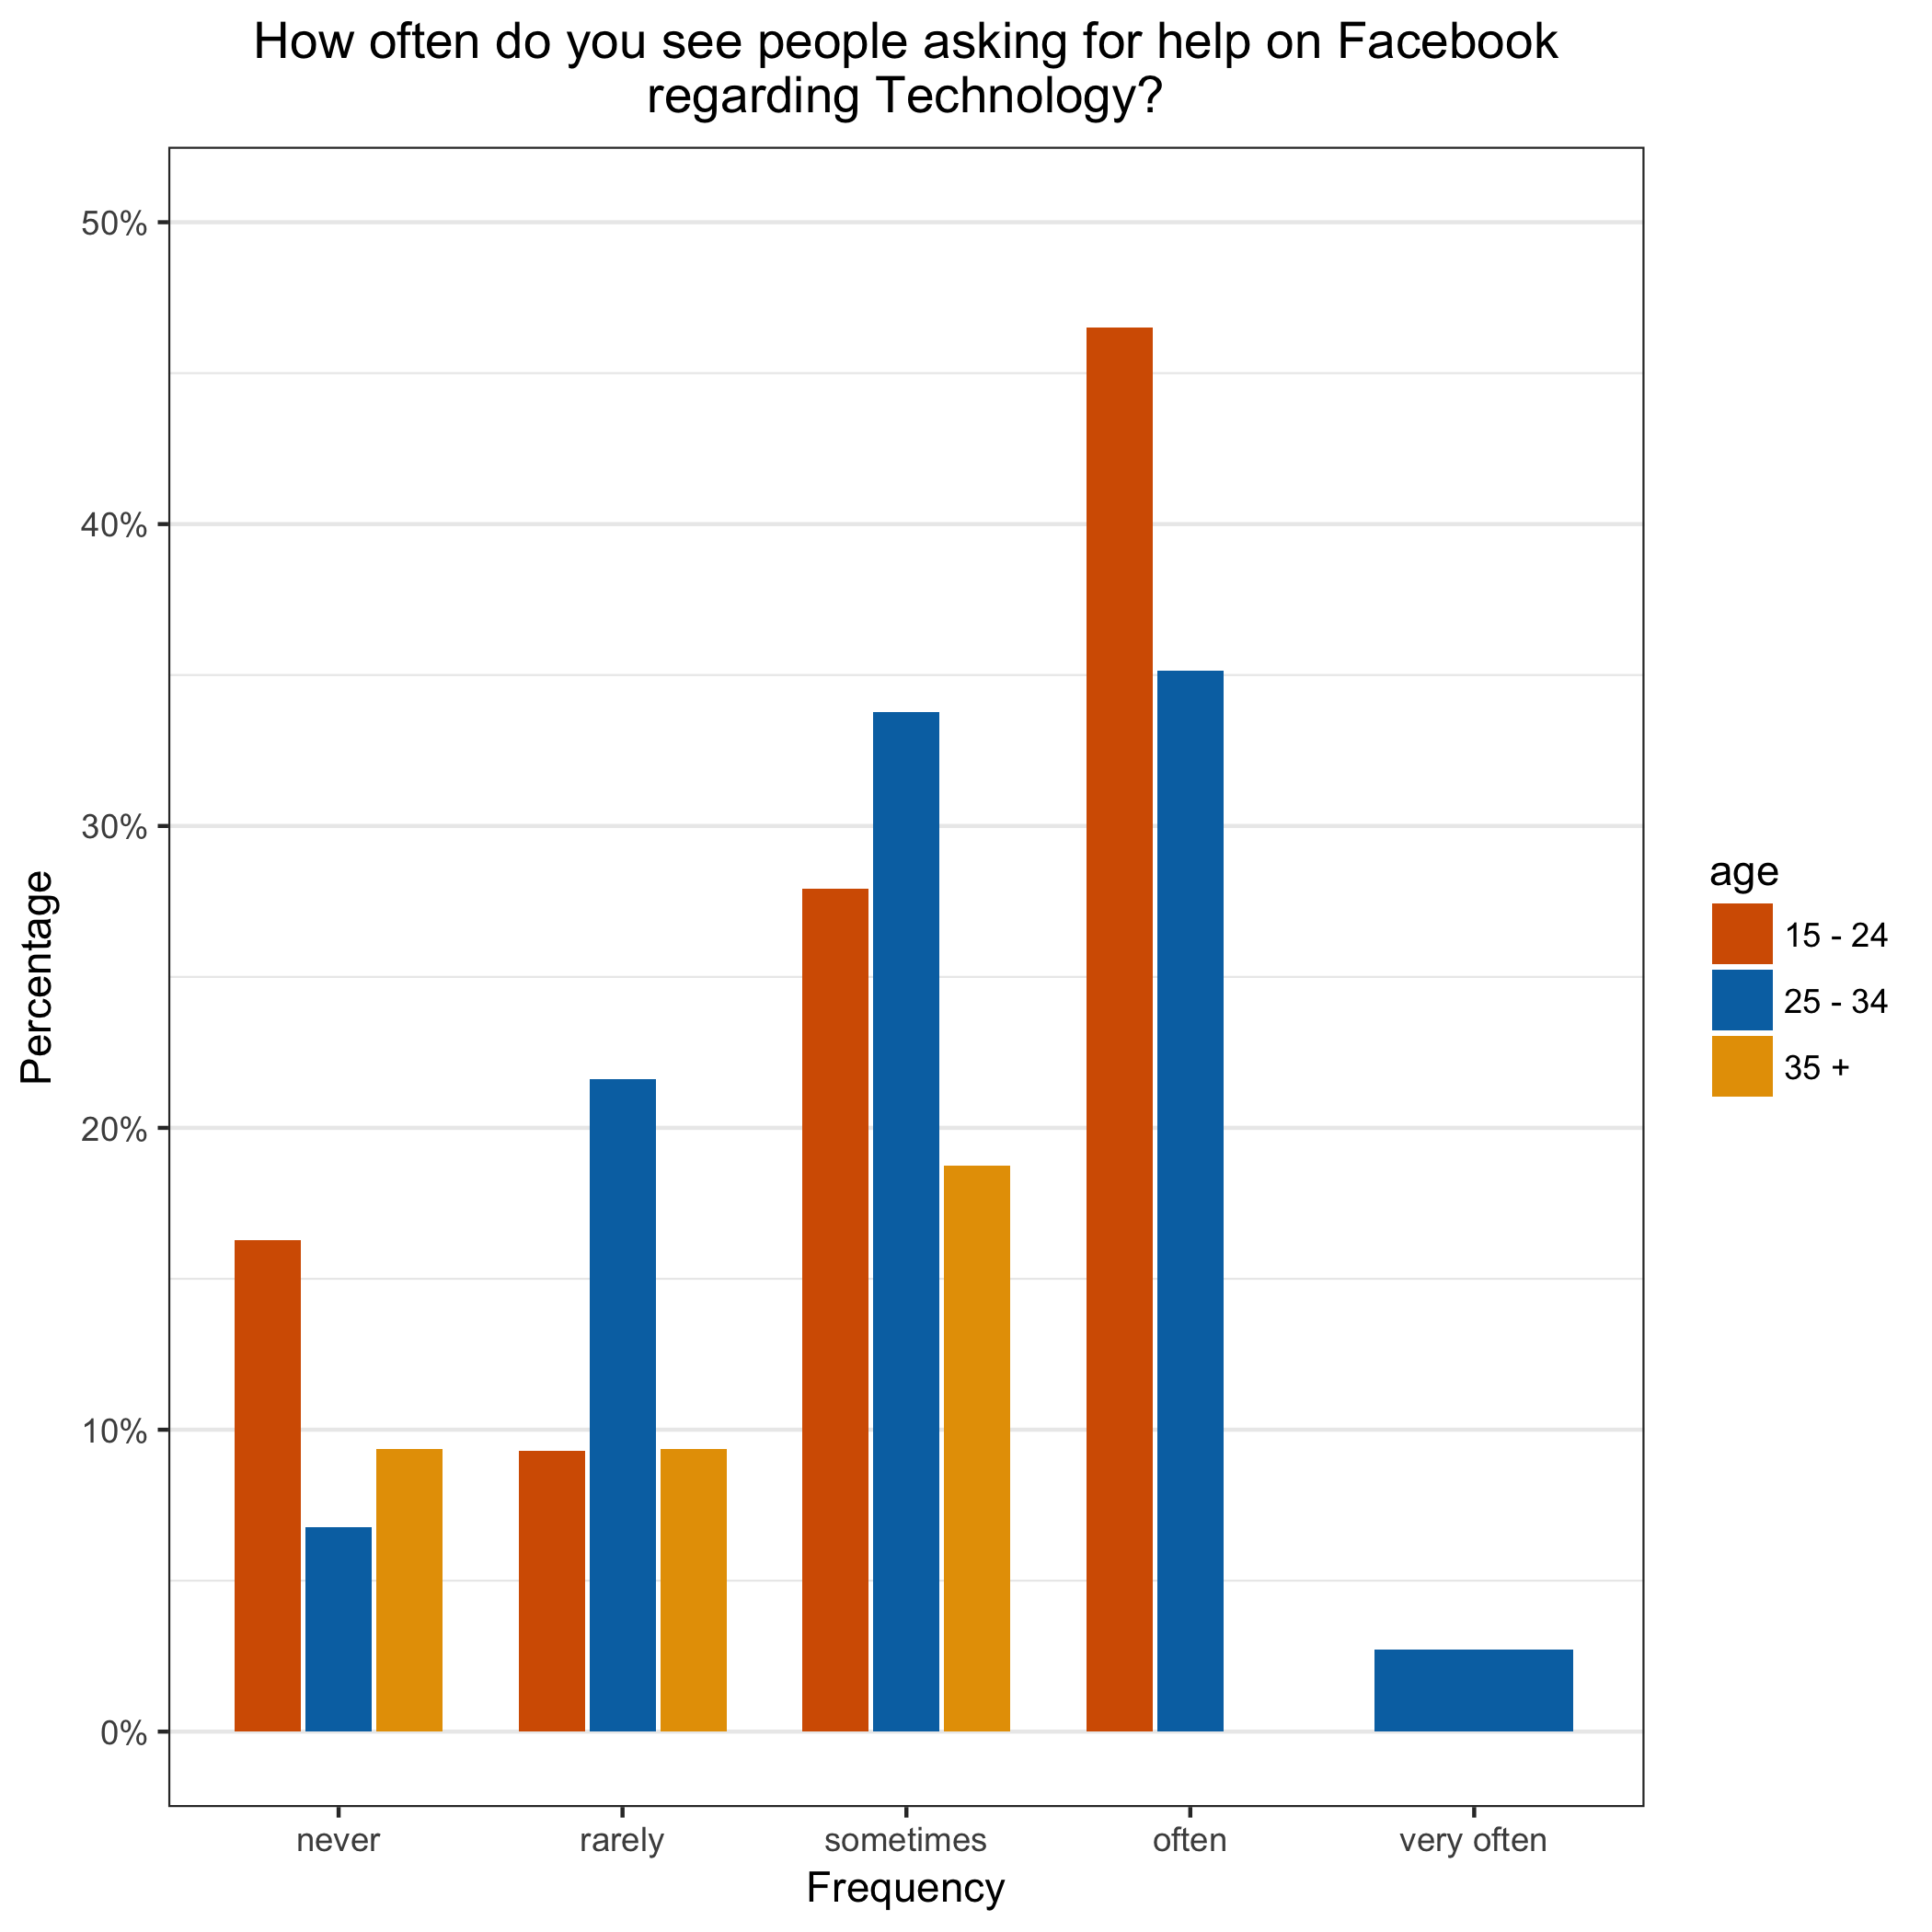 How often do you see people asking for help on Facebook
regarding Technology?
50%
40%
30%
20%
10%
0%
Percentage
never
rarely
sometimes
often
very often
Frequency
age
15 - 24
25 - 34
35 +